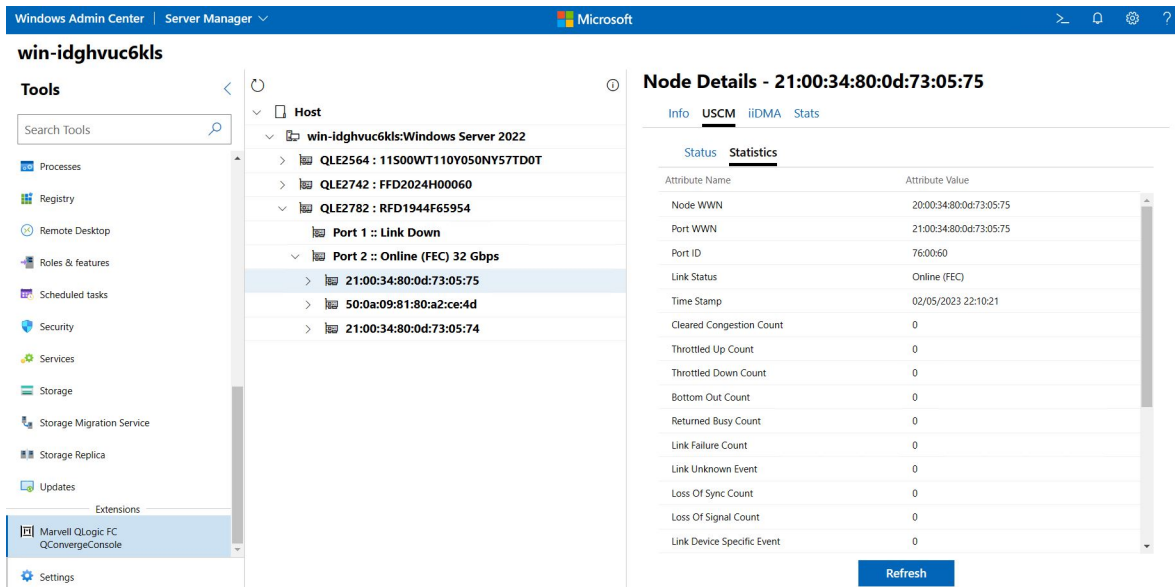 Windows Admin Center | Server Manager
Microsoft
win-idghvuc6kls
Tools
Search Tools
Processes
Registry
Remote Desktop
Roles & features
Scheduled tasks
Security
Services
Storage
Storage Migration Service
Storage Replica
Updates
Extensions
Marvell QLogic FC
QConvergeConsole
Settings
Host
win-idghvuc6kls:Windows Server 2022
QLE2564 : 11S00WT110Y050NY57TD0T
QLE2742 : FFD2024H00060
QLE2782 : RFD1944F65954
Port 1 :: Link Down
Port 2 :: Online (FEC) 32 Gbps
21:00:34:80:0d:73:05:75
50:0a:09:81:80:a2:ce:4d
21:00:34:80:0d:73:05:74
Node Details - 21:00:34:80:0d:73:05:75
Info USCM iiDMA Stats
Status Statistics
Attribute Name Attribute Value
Node WWN 20:00:34:80:0d:73:05:75
Port WWN 21:00:34:80:0d:73:05:75
Port ID 76:00:60
Link Status Online (FEC)
Time Stamp 02/05/2023 22:10:21
Cleared Congestion Count 0
Throttled Up Count 0
Throttled Down Count 0
Bottom Out Count 0
Returned Busy Count 0
Link Failure Count 0
Link Unknown Event 0
Loss Of Sync Count 0
Loss Of Signal Count 0
Link Device Specific Event 0
Refresh